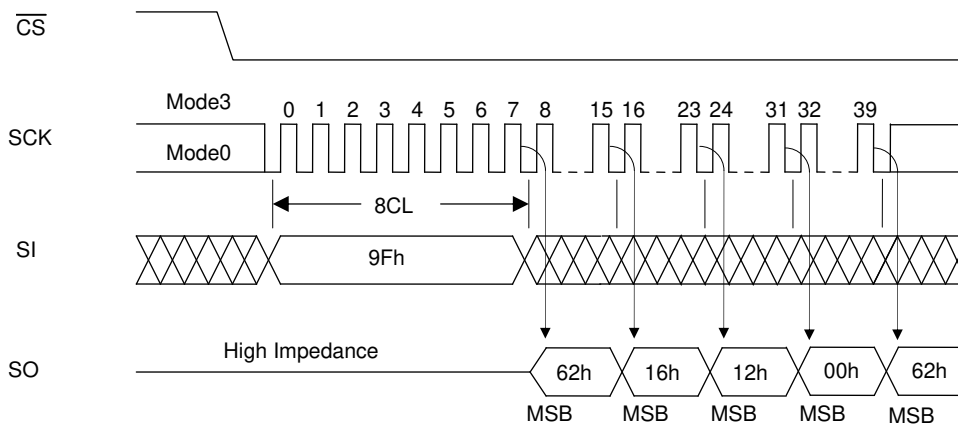 CS
Mode3
0 1 2 3 4 5 6 7 8 15 16 23 24 31 32 39
SCK
Mode0
8CL
SI
9Fh
High Impedance
SO
62h 16h 12h 00h 62h
MSB MSB MSB MSB MSB